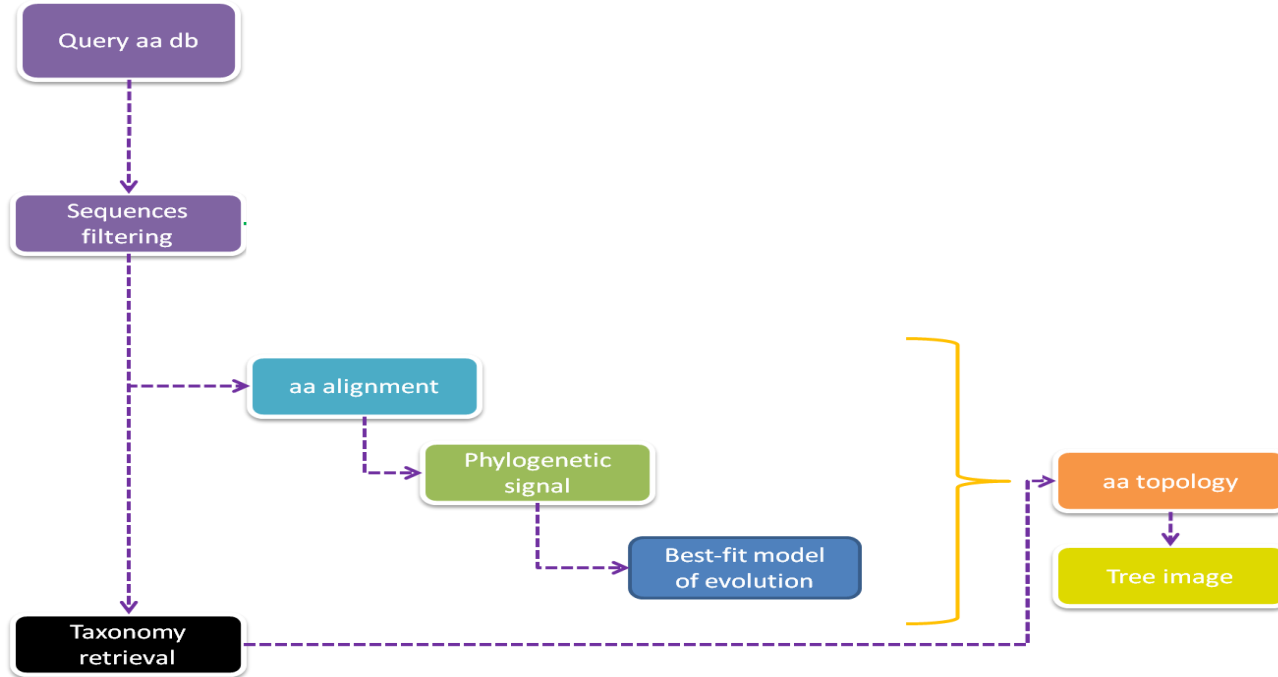 Query aa db
Sequences
filtering
aa alignment
Phylogenetic
signal
aa topology
Best-fit model
of evolution
Tree image
Taxonomy
retrieval